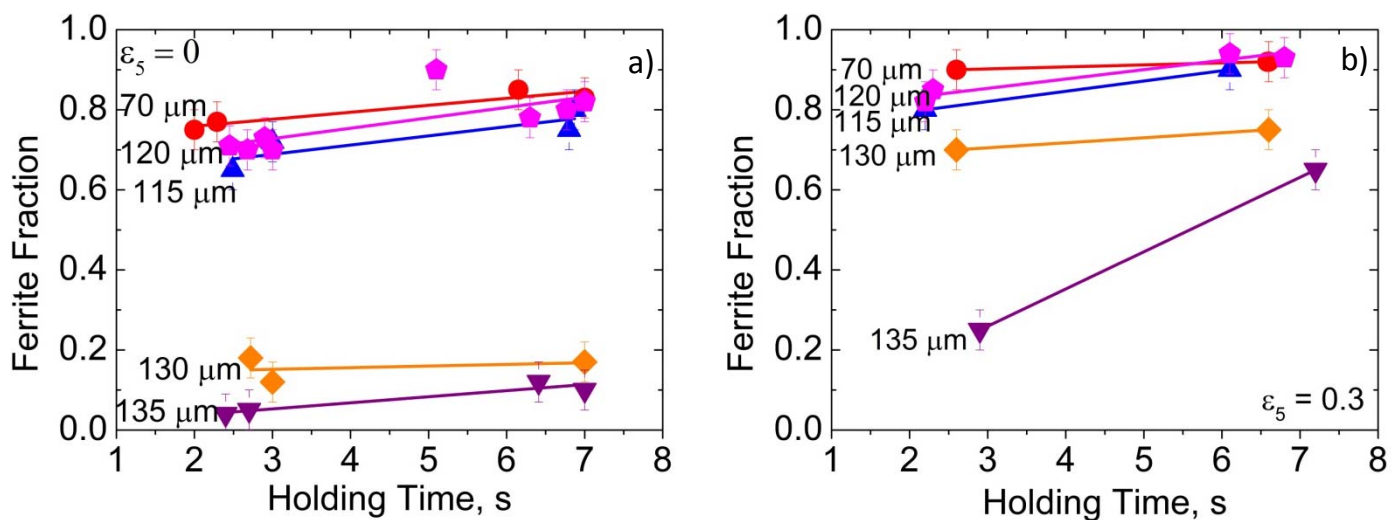 1.0
0.8
0.6
0.4
0.2
0.0
Ferrite Fraction
ε5 = 0
a)
70 μm
120 μm
115 μm
130 μm
135 μm
1 2 3 4 5 6 7 8
Holding Time, s
1.0
0.8
0.6
0.4
0.2
0.0
Ferrite Fraction
b)
70 μm
120 μm
115 μm
130 μm
135 μm
ε5 = 0.3
1 2 3 4 5 6 7 8
Holding Time, s